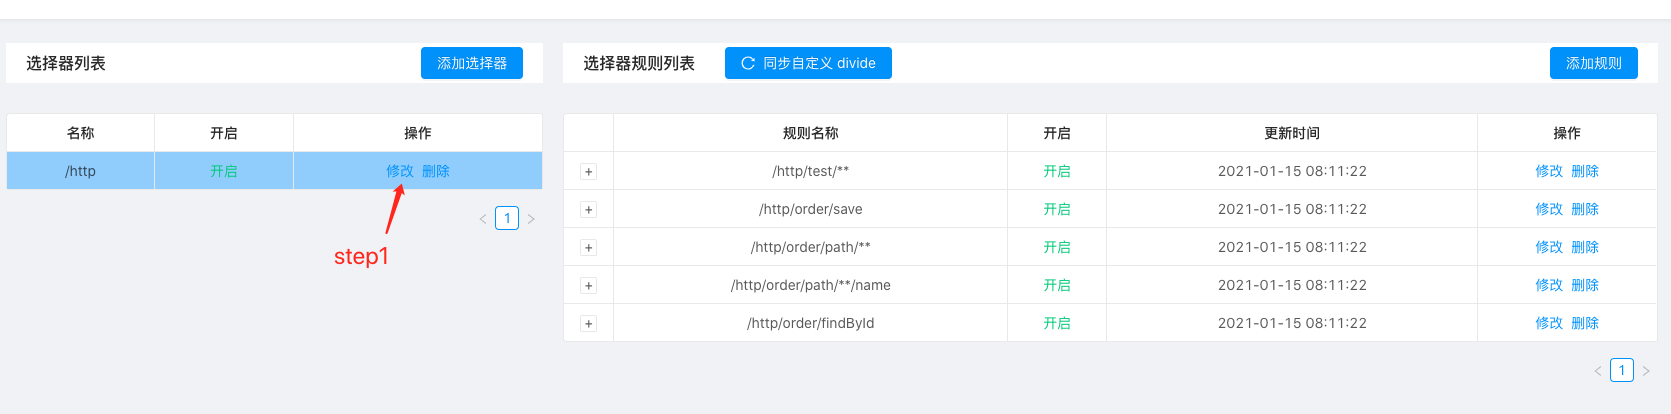 选择器列表 添加选择器 选择器规则列表 同步自定义 divide 添加规则
名称 开启 操作 规则名称 开启 更新时间 操作
/http 开启 修改 删除 + /http/test/** 开启 2021-01-15 08:11:22 修改 删除
+ /http/order/save 开启 2021-01-15 08:11:22 修改 删除
< 1 >
+ /http/order/path/** 开启 2021-01-15 08:11:22 修改 删除
step1
+ /http/order/path/**/name 开启 2021-01-15 08:11:22 修改 删除
+ /http/order/findById 开启 2021-01-15 08:11:22 修改 删除
< 1 >